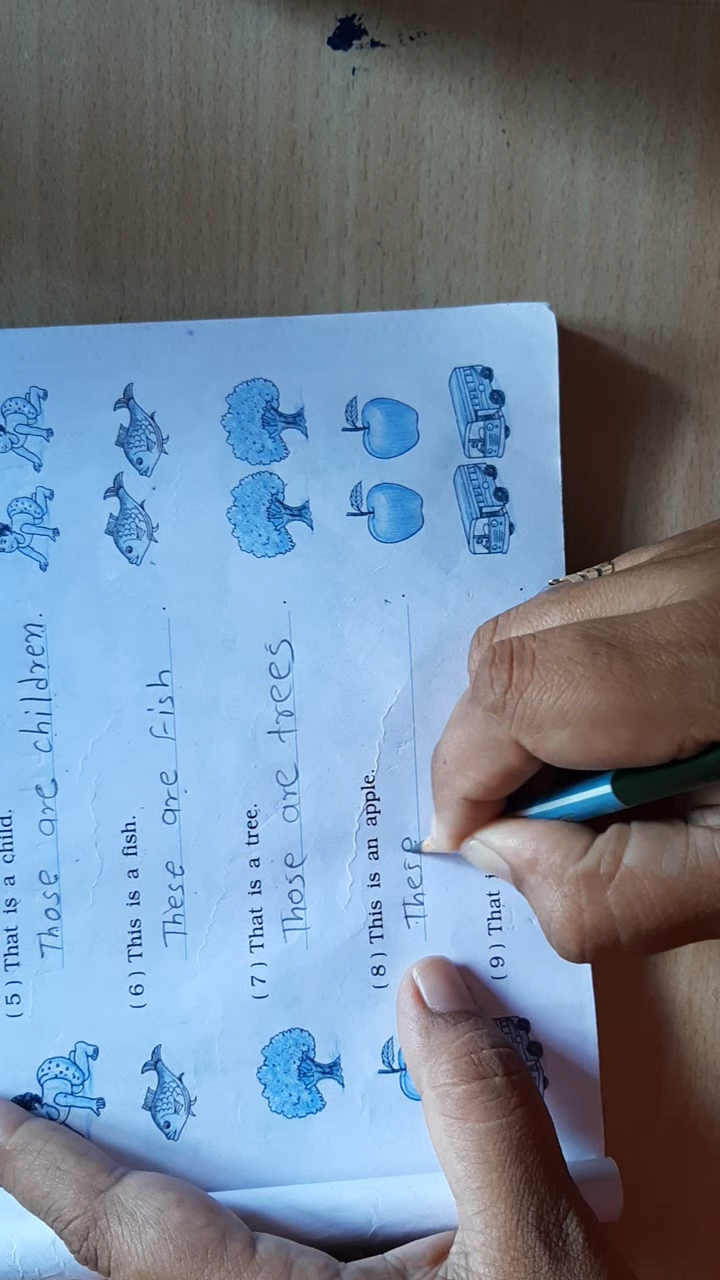 (5) That is a child.
Those are children.
(6) This is a fish.
These are fish.
(7) That is a tree.
Those are trees.
(8) This is an apple.
These
(9) That